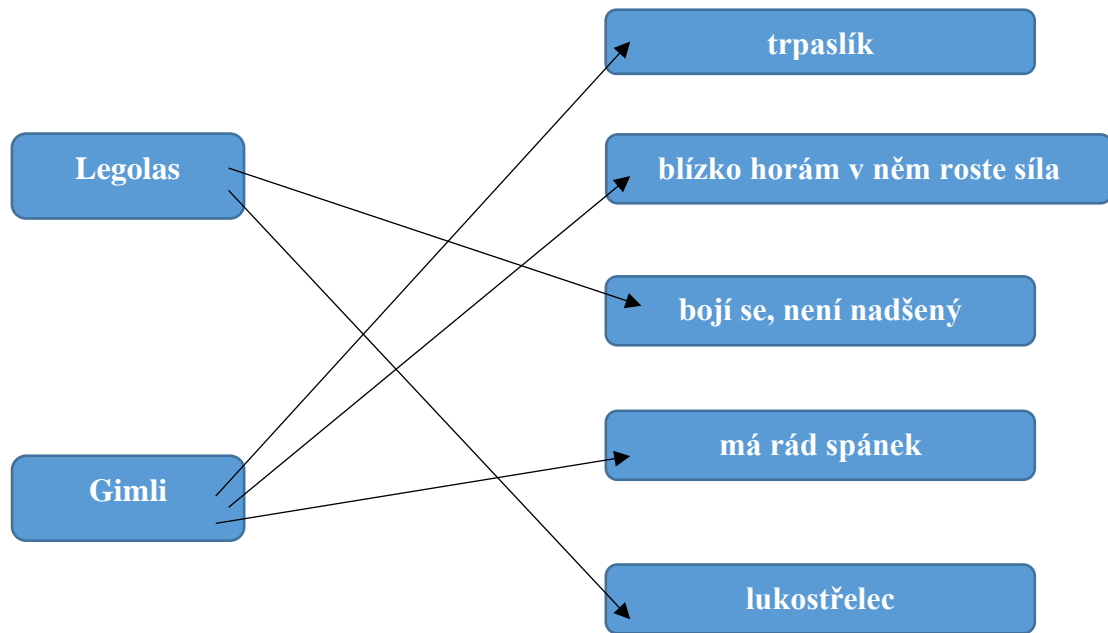 trpaslík
Legolas
blízko horám v něm roste síla
bojí se, není nadšený
má rád spánek
Gimli
lukostřelec